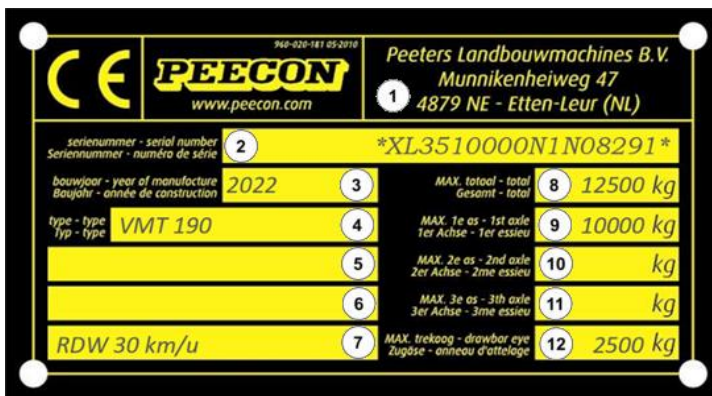 CE
960-020-181 05-2010
PEECON
www.peecon.com
Peeters Landbouwmachines B.V.
Munnikenheiweg 47
1 4879 NE - Etten-Leur (NL)
serienummer - serial number
Seriennummer - numéro de série
2 *XL3510000N1N08291*
bouwjaar - year of manufacture
Baujahr - année de construction
2022 3
type - type
Typ - type
VMT 190 4
5
6
RDW 30 km/u 7
MAX. totaal - total
Gesamt - total
8 12500 kg
MAX. 1e as - 1st axle
1er Achse - 1er essieu
9 10000 kg
MAX. 2e as - 2nd axle
2er Achse - 2me essieu
10 kg
MAX. 3e as - 3th axle
3er Achse - 3me essieu
11 kg
MAX. trekoog - drawbar eye
Zugöse - anneau d'attelage
12 2500 kg